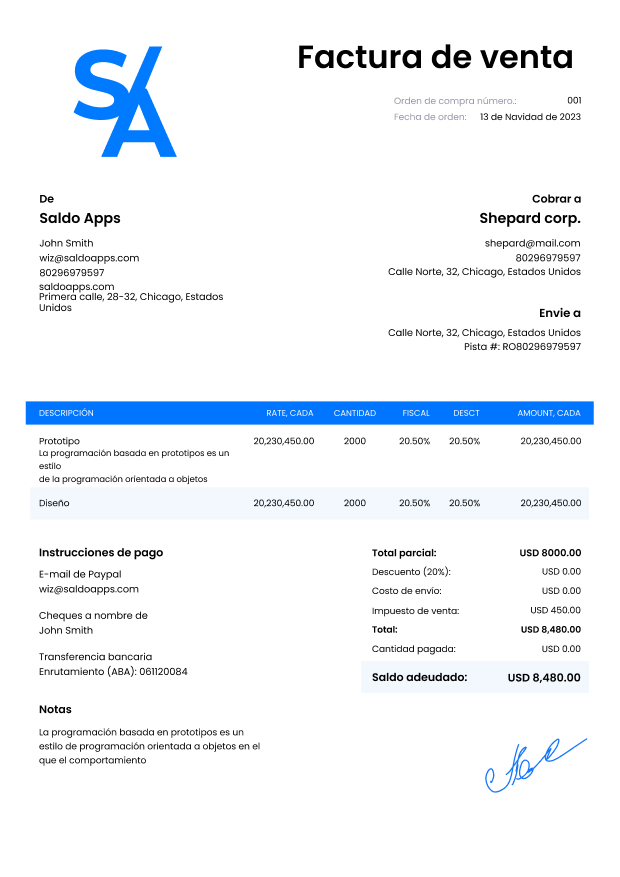 S/A
Factura de venta
Orden de compra número.: 001
Fecha de orden: 13 de Navidad de 2023
De
Saldo Apps
John Smith
wiz@saldoapps.com
80296979597
saldoapps.com
Primera calle, 28-32, Chicago, Estados
Unidos
Cobrar a
Shepard corp.
shepard@mail.com
80296979597
Calle Norte, 32, Chicago, Estados Unidos
Envie a
Calle Norte, 32, Chicago, Estados Unidos
Pista #: RO80296979597
DESCRIPCIÓN RATE, CADA CANTIDAD FISCAL DESCT AMOUNT, CADA
Prototipo 20,230,450.00 2000 20.50% 20.50% 20,230,450.00
La programación basada en prototipos es un
estilo
de la programación orientada a objetos
Diseño 20,230,450.00 2000 20.50% 20.50% 20,230,450.00
Instrucciones de pago
E-mail de Paypal
wiz@saldoapps.com
Cheques a nombre de
John Smith
Transferencia bancaria
Enrutamiento (ABA): 061120084
Total parcial: USD 8000.00
Descuento (20%): USD 0.00
Costo de envío: USD 0.00
Impuesto de venta: USD 450.00
Total: USD 8,480.00
Cantidad pagada: USD 0.00
Saldo adeudado: USD 8,480.00
Notas
La programación basada en prototipos es un
estilo de programación orientada a objetos en el
que el comportamiento